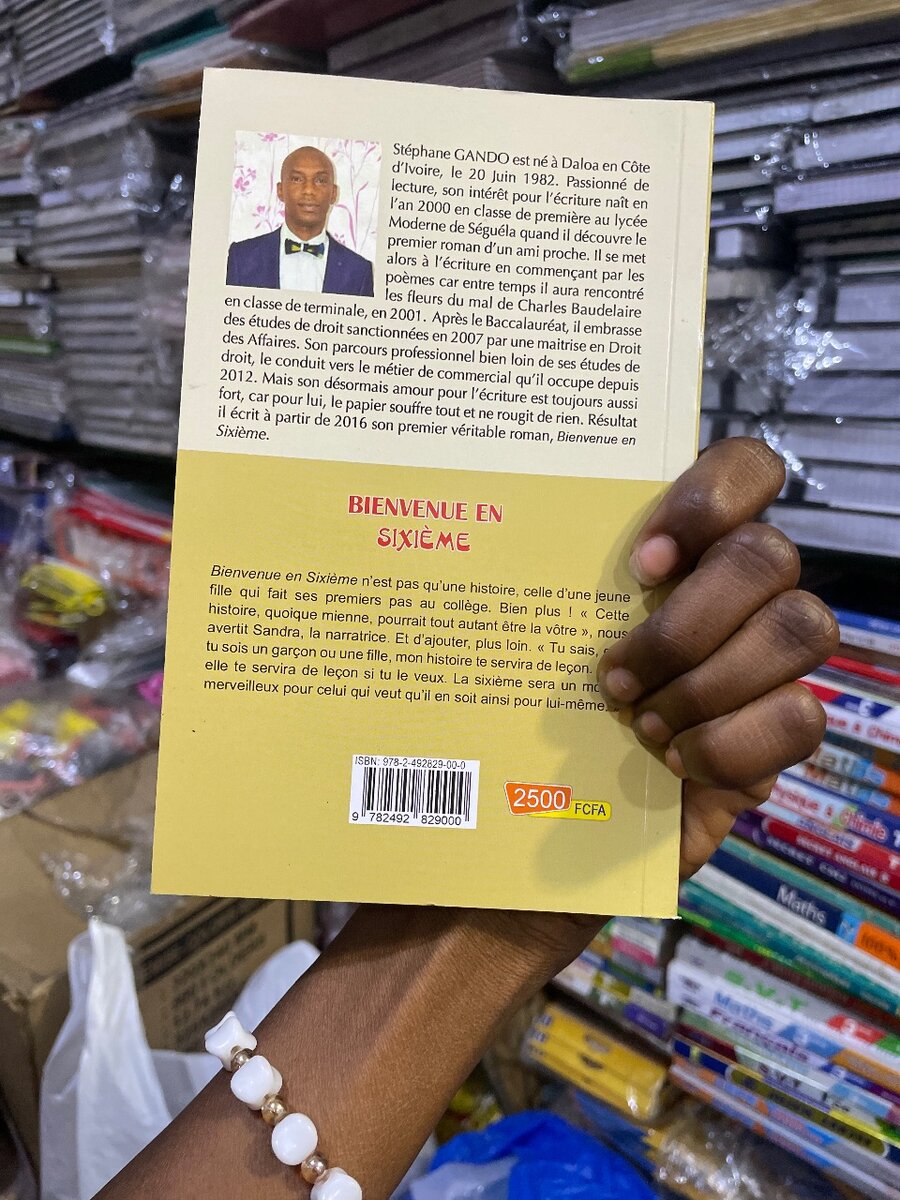 Stéphane GANDO est né à Daloa en Côte
d'Ivoire, le 20 Juin 1982. Passionné de
lecture, son intérêt pour l'écriture naît en
l'an 2000 en classe de première au lycée
Moderne de Séguéla quand il découvre le
premier roman d'un ami proche. Il se met
alors à l'écriture en commençant par les
poèmes car entre temps il aura rencontré
les fleurs du mal de Charles Baudelaire
en classe de terminale, en 2001. Après le Baccalauréat, il embrasse
des études de droit sanctionnées en 2007 par une maitrise en Droit
des Affaires. Son parcours professionnel bien loin de ses études de
droit, le conduit vers le métier de commercial qu'il occupe depuis
2012. Mais son désormais amour pour l'écriture est toujours aussi
fort, car pour lui, le papier souffre tout et ne rougit de rien. Résultat
il écrit à partir de 2016 son premier véritable roman, Bienvenue en
Sixième.
BIENVENUE EN
SIXIÈME
Bienvenue en Sixième n'est pas qu'une histoire, celle d'une jeune
fille qui fait ses premiers pas au collège. Bien plus ! « Cette
histoire, quoique mienne, pourrait tout autant être la vôtre », nous
avertit Sandra, la narratrice. Et d'ajouter, plus loin. « Tu sais,
tu sois un garçon ou une fille, mon histoire te servira de leçon.
elle te servira de leçon si tu le veux. La sixième sera un
merveilleux pour celui qui veut qu'il en soit ainsi pour lui-même. »
ISBN: 978-2-492829-00-0
9 782492 829000
2500 FCFA
Maths
100%
Maths
Français
S.V.T